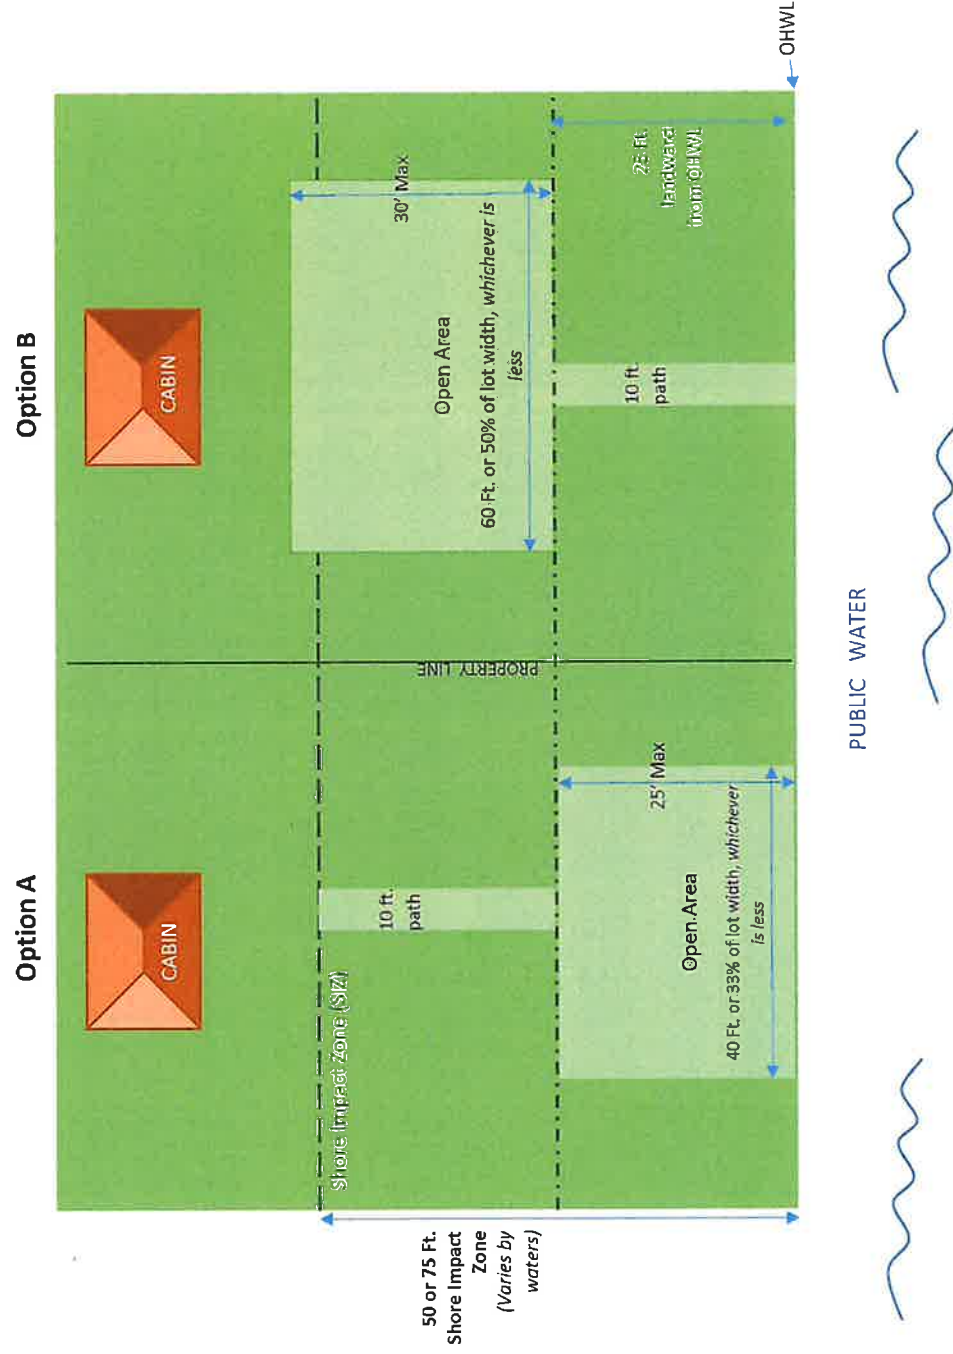 Option A
Option B
CABIN
CABIN
Shore Impact Zone (SIZ)
50 or 75 Ft.
Shore Impact
Zone
(Varies by
waters)
10 ft.
path
Open Area
40 Ft. or 33% of lot width, whichever
is less
25' Max
PROPERTY LINE
30' Max
Open Area
60 Ft. or 50% of lot width, whichever is
less
10 ft.
path
25 Ft.
landward
from OHWL
OHWL
PUBLIC WATER